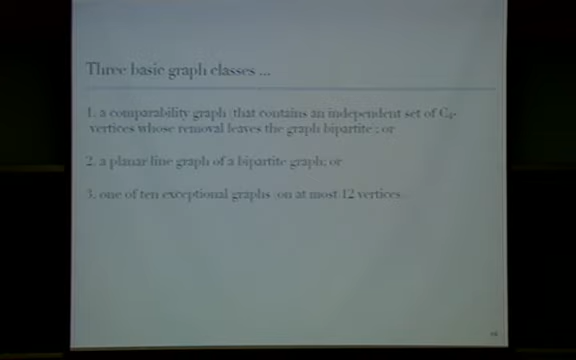 Three basic graph classes ...
1. a comparability graph (that contains an independent set of C₄-
vertices whose removal leaves the graph bipartite); or
2. a planar line graph of a bipartite graph; or
3. one of ten exceptional graphs (on at most 12 vertices